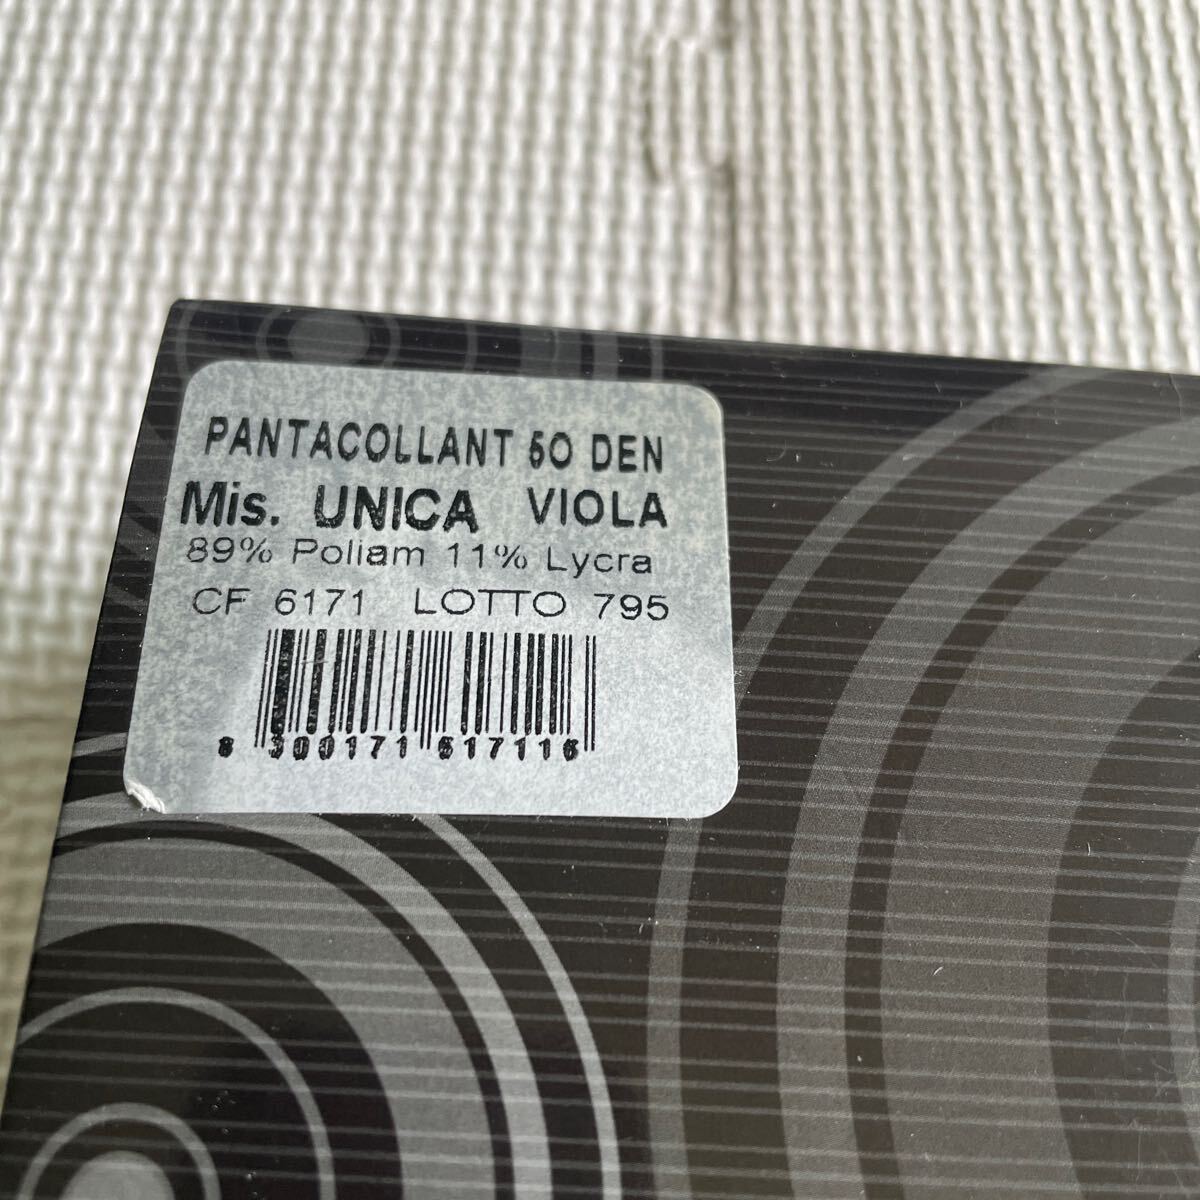 PANTACOLLANT 50 DEN
Mis. UNICA VIOLA
89% Poliam 11% Lycra
CF 6171 LOTTO 795
8 300171 617116